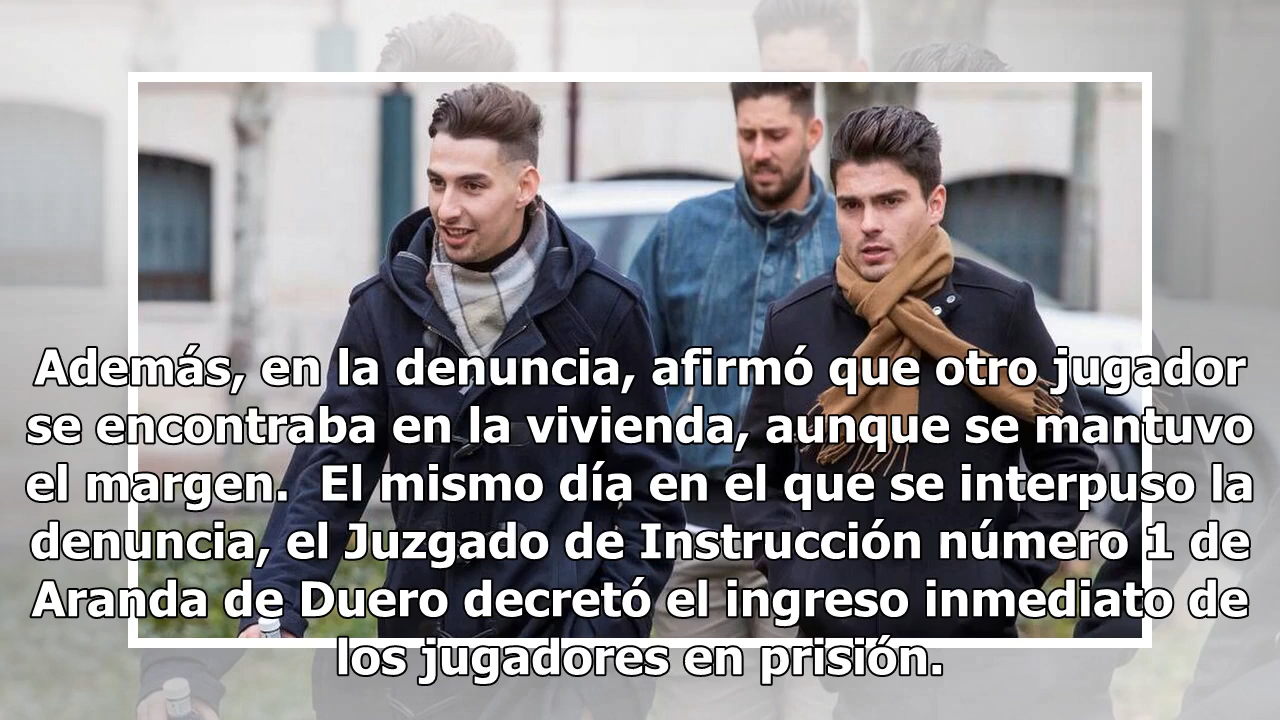 Además, en la denuncia, afirmó que otro jugador
se encontraba en la vivienda, aunque se mantuvo
el margen.  El mismo día en el que se interpuso la
denuncia, el Juzgado de Instrucción número 1 de
Aranda de Duero decretó el ingreso inmediato de
los jugadores en prisión.